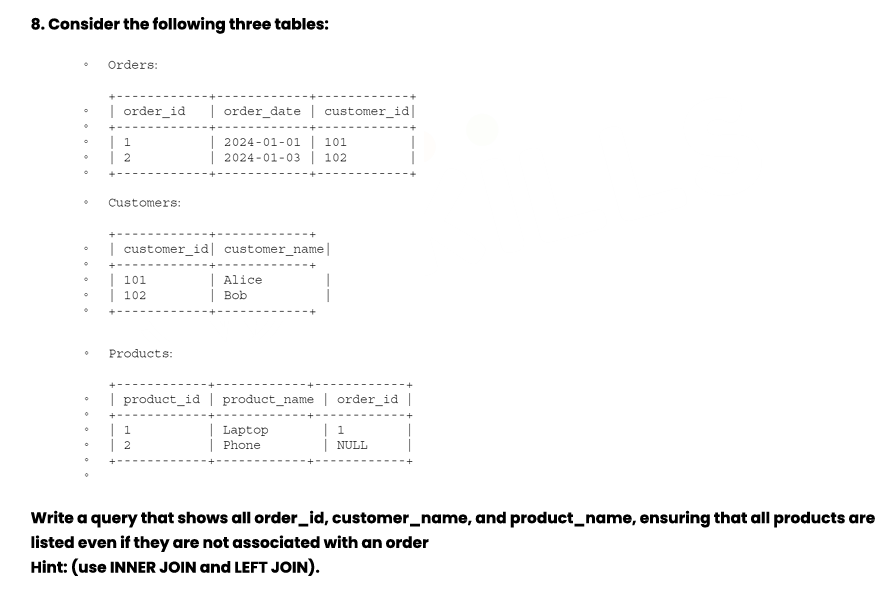 8. Consider the following three tables:
◦ Orders:
+------------+------------+------------+
◦ | order_id | order_date | customer_id|
◦ +------------+------------+------------+
◦ | 1 | 2024-01-01 | 101 |
◦ | 2 | 2024-01-03 | 102 |
◦ +------------+------------+------------+
◦ Customers:
+------------+------------+
◦ | customer_id| customer_name|
◦ +------------+------------+
◦ | 101 | Alice |
◦ | 102 | Bob |
◦ +------------+------------+
◦ Products:
+------------+------------+------------+
◦ | product_id | product_name | order_id |
◦ +------------+------------+------------+
◦ | 1 | Laptop | 1 |
◦ | 2 | Phone | NULL |
◦ +------------+------------+------------+
◦
Write a query that shows all order_id, customer_name, and product_name, ensuring that all products are
listed even if they are not associated with an order
Hint: (use INNER JOIN and LEFT JOIN).